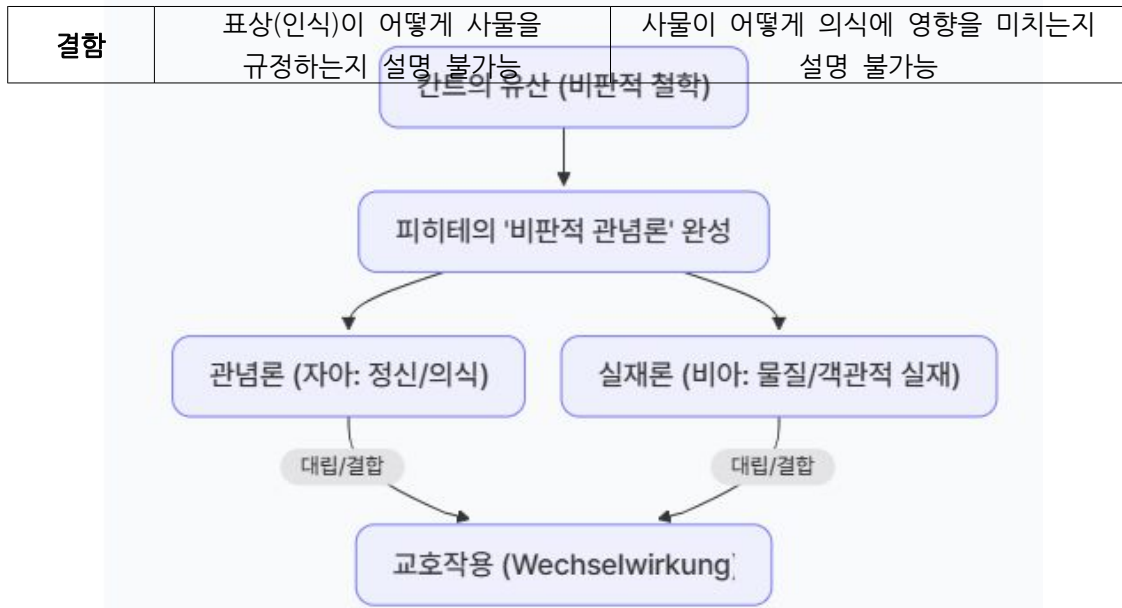 결함
표상(인식)이 어떻게 사물을
규정하는지 설명 불가능
사물이 어떻게 의식에 영향을 미치는지
설명 불가능
칸트의 유산 (비판적 철학)
피히테의 '비판적 관념론' 완성
관념론 (자아: 정신/의식)
실재론 (비아: 물질/객관적 실재)
대립/결합
대립/결합
교호작용 (Wechselwirkung)